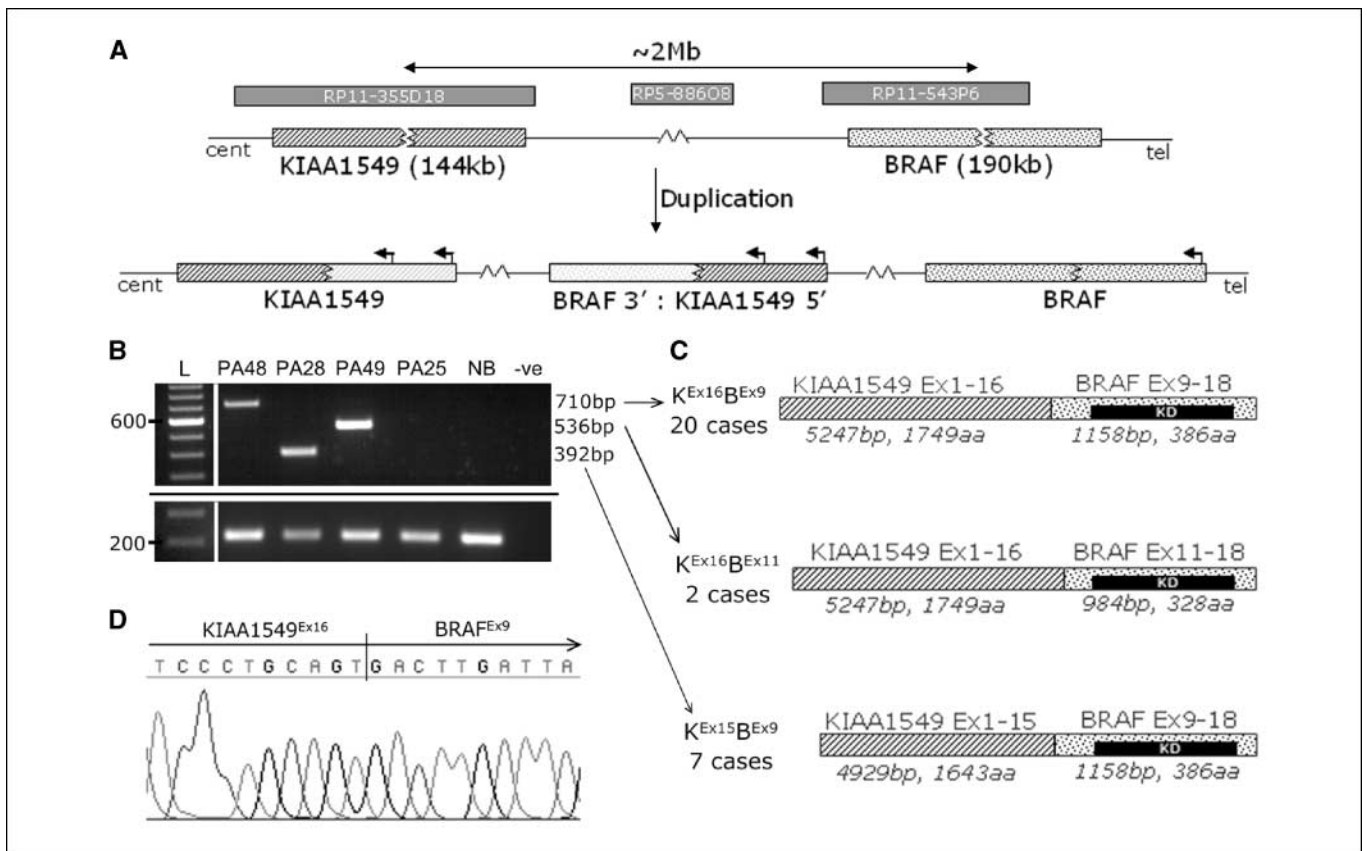 A
~2Mb
RP11-355D18
RP5-886O8
RP11-543P6
cent
KIAA1549 (144kb)
BRAF (190kb)
tel
Duplication
cent
KIAA1549
BRAF 3′ : KIAA1549 5′
BRAF
tel
B
L PA48 PA28 PA49 PA25 NB -ve
600
200
710bp
536bp
392bp
C
K^Ex16B^Ex9
20 cases
KIAA1549 Ex1-16
BRAF Ex9-18
KD
5247bp, 1749aa
1158bp, 386aa
K^Ex16B^Ex11
2 cases
KIAA1549 Ex1-16
BRAF Ex11-18
KD
5247bp, 1749aa
984bp, 328aa
K^Ex15B^Ex9
7 cases
KIAA1549 Ex1-15
BRAF Ex9-18
KD
4929bp, 1643aa
1158bp, 386aa
D
KIAA1549^Ex16
BRAF^Ex9
T C C C T G C A G T G A C T T G A T T A